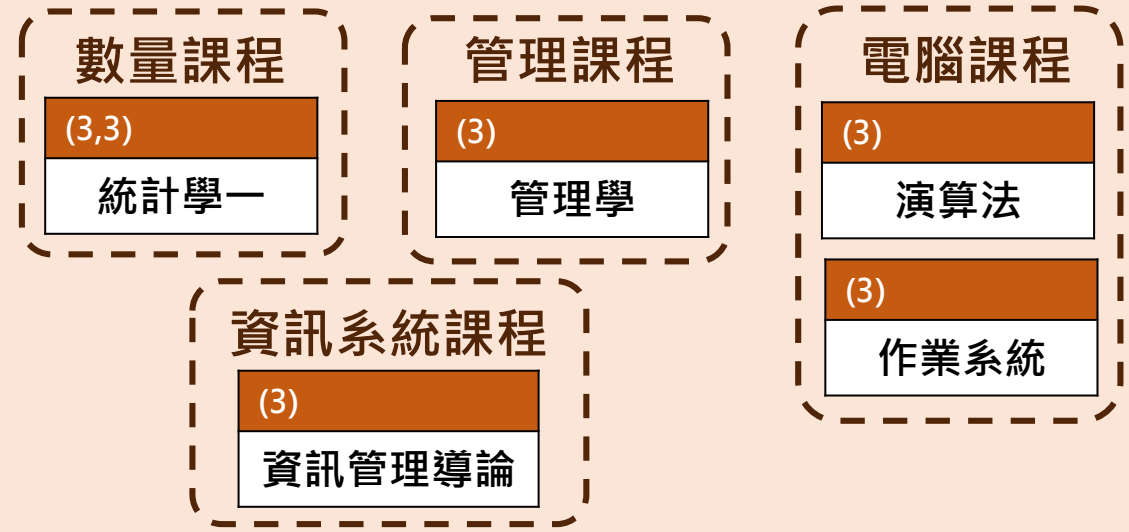 數量課程
(3,3)
統計學一
管理課程
(3)
管理學
電腦課程
(3)
演算法
(3)
作業系統
資訊系統課程
(3)
資訊管理導論